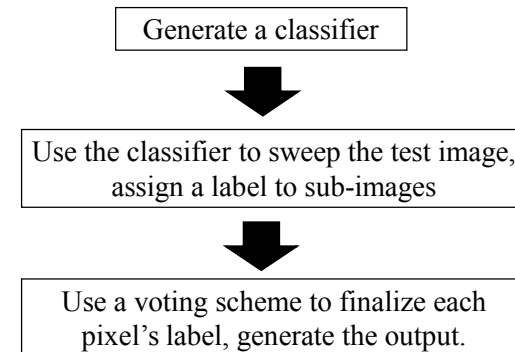 Generate a classifier
Use the classifier to sweep the test image,
assign a label to sub-images
Use a voting scheme to finalize each
pixel's label, generate the output.